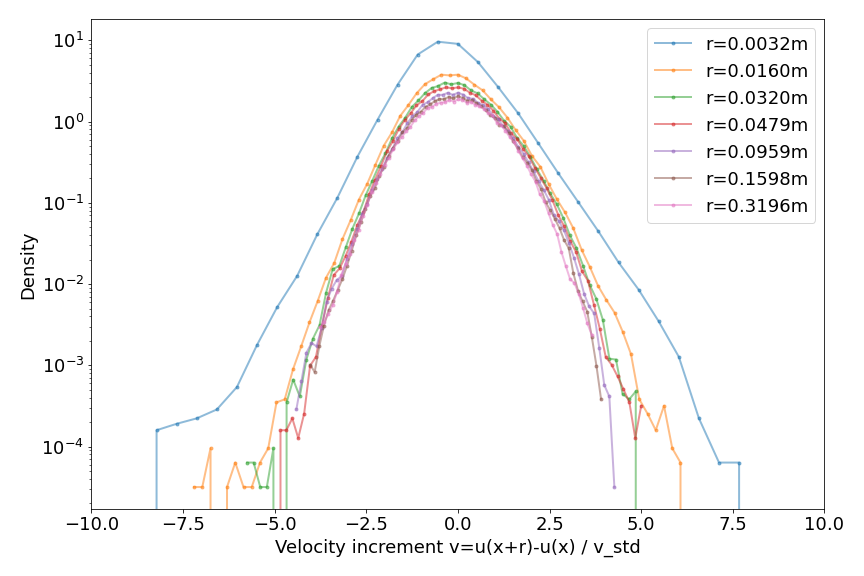 10¹
10⁰
10⁻¹
10⁻²
10⁻³
10⁻⁴
Density
−10.0 −7.5 −5.0 −2.5 0.0 2.5 5.0 7.5 10.0
Velocity increment v=u(x+r)-u(x) / v_std
r=0.0032m
r=0.0160m
r=0.0320m
r=0.0479m
r=0.0959m
r=0.1598m
r=0.3196m